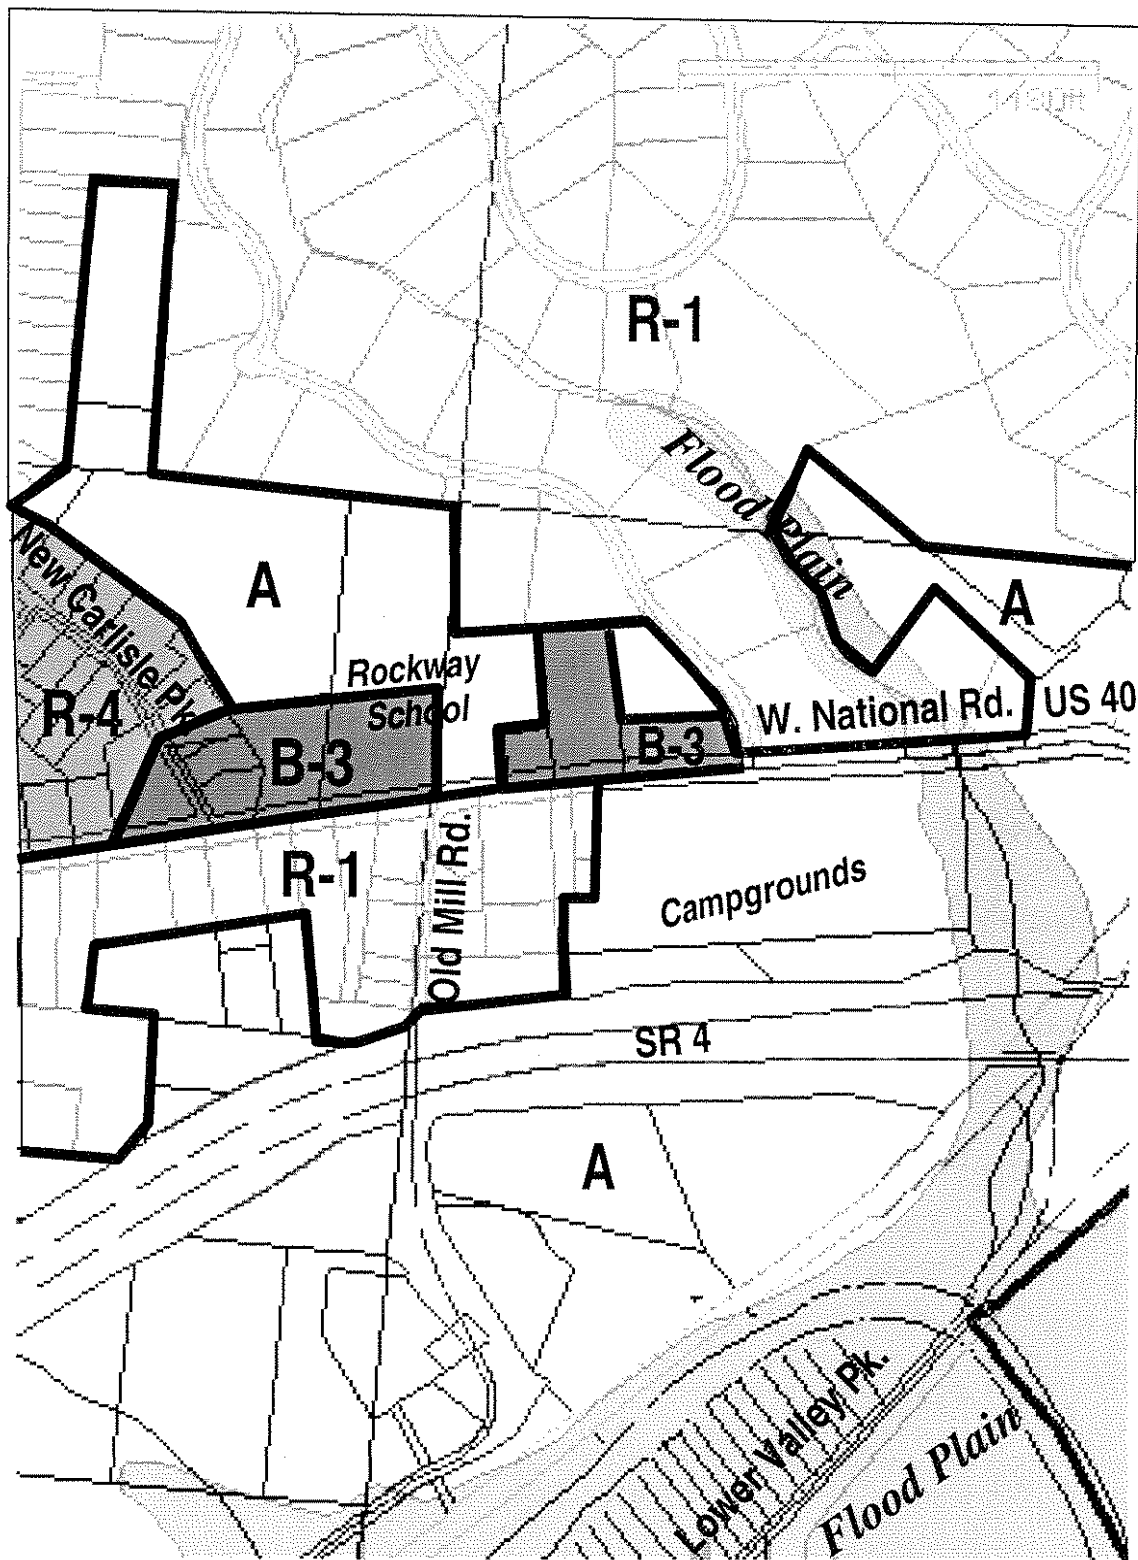 1130ft
R-1
Flood Plain
A
A
New Carlisle Pk.
Rockway
School
R-4
B-3
B-3
W. National Rd.
US 40
R-1
Old Mill Rd.
Campgrounds
SR 4
A
Lower Valley Pk.
Flood Plain